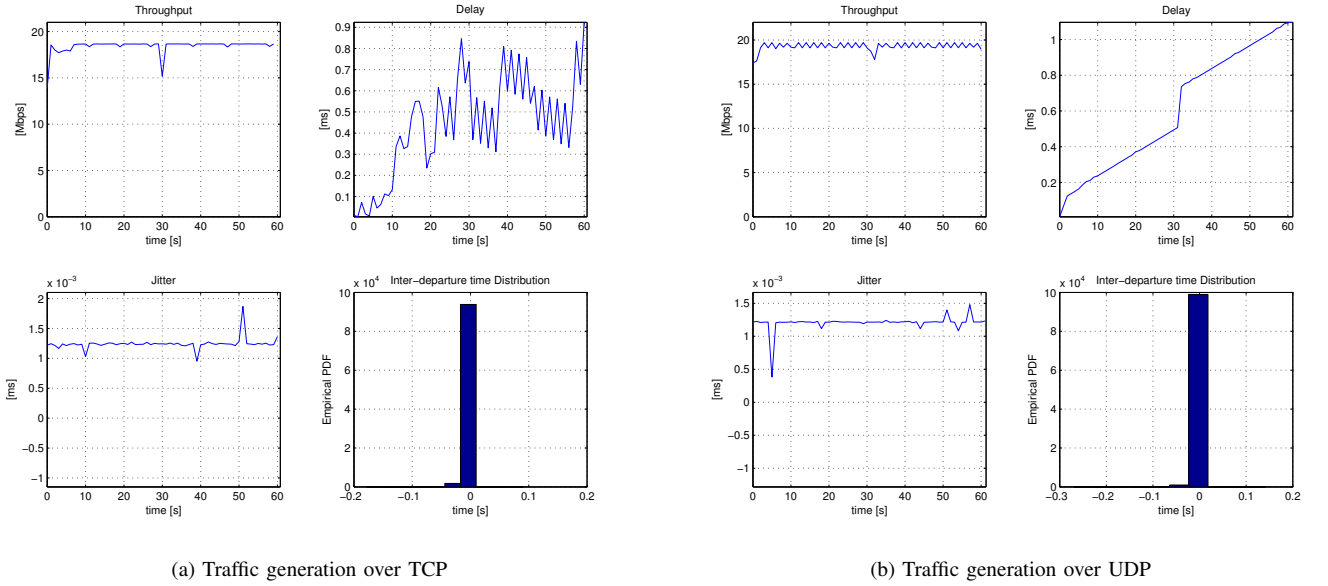 Throughput
[Mbps]
20
15
10
5
0
0 10 20 30 40 50 60
time [s]
Delay
[ms]
0.9
0.8
0.7
0.6
0.5
0.4
0.3
0.2
0.1
0 10 20 30 40 50 60
time [s]
Jitter
x 10⁻³
[ms]
2
1.5
1
0.5
0
−0.5
−1
0 10 20 30 40 50 60
time [s]
Inter−departure time Distribution
x 10⁴
Empirical PDF
10
8
6
4
2
0
−0.2 −0.1 0 0.1 0.2
time [s]
(a) Traffic generation over TCP
Throughput
[Mbps]
20
15
10
5
0
0 10 20 30 40 50 60
time [s]
Delay
[ms]
1
0.8
0.6
0.4
0.2
0 10 20 30 40 50 60
time [s]
Jitter
x 10⁻³
[ms]
1.5
1
0.5
0
−0.5
−1
0 10 20 30 40 50 60
time [s]
Inter−departure time Distribution
x 10⁴
Empirical PDF
10
8
6
4
2
0
−0.3 −0.2 −0.1 0 0.1 0.2
time [s]
(b) Traffic generation over UDP